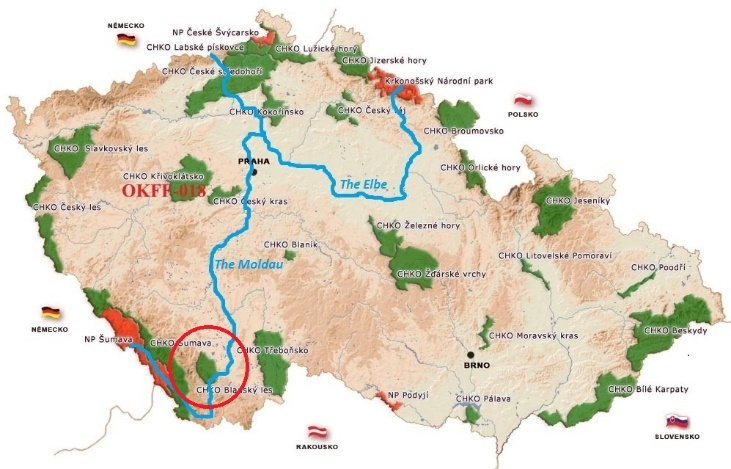 NĚMECKO
NP České Švýcarsko
CHKO Labské pískovce
CHKO Lužické hory
CHKO Jizerské hory
CHKO České středohoří
Krkonošský Národní park
POLSKO
CHKO Kokořínsko
CHKO Český ráj
CHKO Broumovsko
CHKO Slavkovský les
PRAHA
CHKO Orlické hory
CHKO Křivoklátsko
OKFF-018
The Elbe
CHKO Český les
CHKO Český kras
CHKO Jeseníky
CHKO Železné hory
CHKO Blaník
CHKO Litovelské Pomoraví
The Moldau
CHKO Žďárské vrchy
CHKO Poodří
NĚMECKO
NP Šumava
CHKO Šumava
CHKO Třeboňsko
CHKO Moravský kras
CHKO Beskydy
BRNO
CHKO Blanský les
NP Podyjí
CHKO Pálava
CHKO Bílé Karpaty
RAKOUSKO
SLOVENSKO